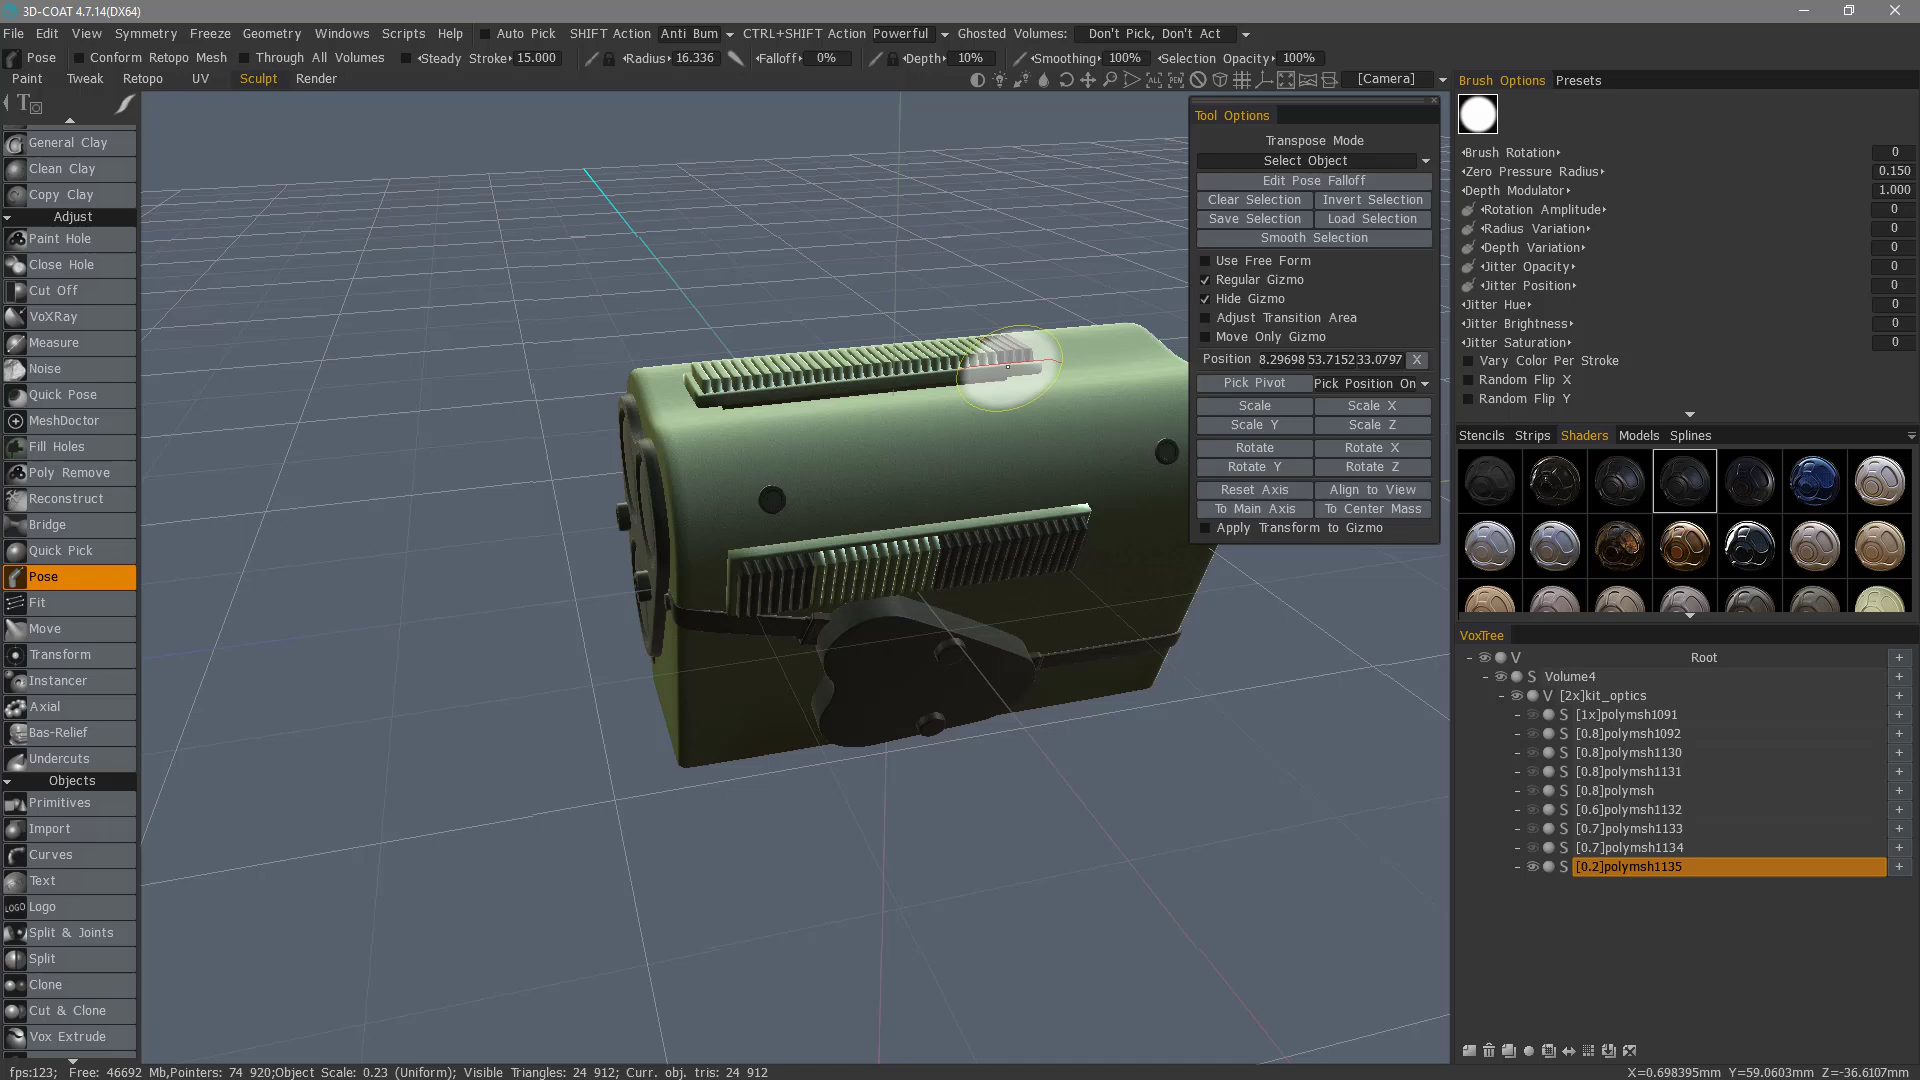 3D-COAT 4.7.14(DX64)
File Edit View Symmetry Freeze Geometry Windows Scripts Help Auto Pick SHIFT Action Anti Bum CTRL+SHIFT Action Powerful Ghosted Volumes: Don't Pick, Don't Act
Pose Conform Retopo Mesh Through All Volumes Steady Stroke 15.000 Radius 16.336 Falloff 0% Depth 10% Smoothing 100% Selection Opacity 100%
Paint Tweak Retopo UV Sculpt Render
[Camera]
General Clay
Clean Clay
Copy Clay
Adjust
Paint Hole
Close Hole
Cut Off
VoXRay
Measure
Noise
Quick Pose
MeshDoctor
Fill Holes
Poly Remove
Reconstruct
Bridge
Quick Pick
Pose
Fit
Move
Transform
Instancer
Axial
Bas-Relief
Undercuts
Objects
Primitives
Import
Curves
Text
LOGO Logo
Split & Joints
Split
Clone
Cut & Clone
Vox Extrude
Tool Options
Transpose Mode
Select Object
Edit Pose Falloff
Clear Selection Invert Selection
Save Selection Load Selection
Smooth Selection
Use Free Form
Regular Gizmo
Hide Gizmo
Adjust Transition Area
Move Only Gizmo
Position 8.29698 53.7152 33.0797 X
Pick Pivot Pick Position On
Scale Scale X
Scale Y Scale Z
Rotate Rotate X
Rotate Y Rotate Z
Reset Axis Align to View
To Main Axis To Center Mass
Apply Transform to Gizmo
Brush Options Presets
Brush Rotation 0
Zero Pressure Radius 0.150
Depth Modulator 1.000
Rotation Amplitude 0
Radius Variation 0
Depth Variation 0
Jitter Opacity 0
Jitter Position 0
Jitter Hue 0
Jitter Brightness 0
Jitter Saturation 0
Vary Color Per Stroke
Random Flip X
Random Flip Y
Stencils Strips Shaders Models Splines
VoxTree
V Root +
S Volume4 +
V [2x]kit_optics +
S [1x]polymsh1091 +
S [0.8]polymsh1092 +
S [0.8]polymsh1130 +
S [0.8]polymsh1131 +
S [0.8]polymsh +
S [0.6]polymsh1132 +
S [0.7]polymsh1133 +
S [0.7]polymsh1134 +
S [0.2]polymsh1135 +
fps:123; Free: 46692 Mb,Pointers: 74 920;Object Scale: 0.23 (Uniform); Visible Triangles: 24 912; Curr. obj. tris: 24 912
X=0.698395mm Y=59.0603mm Z=-36.6107mm